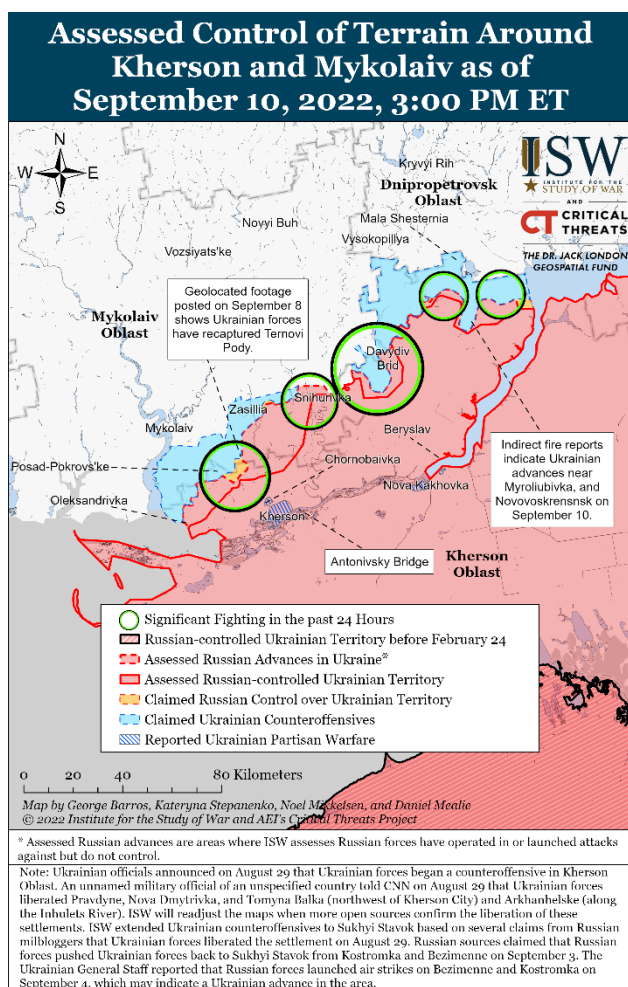 Assessed Control of Terrain Around
Kherson and Mykolaiv as of
September 10, 2022, 3:00 PM ET
N
W E
S
Kryvyi Rih
Dnipropetrovsk
Oblast
ISW
INSTITUTE FOR THE
STUDY OF WAR
AND
CT CRITICAL
THREATS
THE DR. JACK LONDON
GEOSPATIAL FUND
Mala Shesternia
Novyi Buh
Vysokopillya
Vozsiyats'ke
Geolocated footage
posted on September 8
shows Ukrainian forces
have recaptured Ternovi
Pody.
Mykolaiv
Oblast
Davydiv
Brid
Snihurivka
Zasillia
Mykolaiv
Beryslav
Indirect fire reports
indicate Ukrainian
advances near
Myroliubivka, and
Novovoskrensnsk on
September 10.
Posad-Pokrovs'ke
Chornobaivka
Nova Kakhovka
Oleksandrivka
Kherson
Antonivsky Bridge
Kherson
Oblast
Significant Fighting in the past 24 Hours
Russian-controlled Ukrainian Territory before February 24
Assessed Russian Advances in Ukraine*
Assessed Russian-controlled Ukrainian Territory
Claimed Russian Control over Ukrainian Territory
Claimed Ukrainian Counteroffensives
Reported Ukrainian Partisan Warfare
0 20 40 80 Kilometers
Map by George Barros, Kateryna Stepanenko, Noel Mikkelsen, and Daniel Mealie
© 2022 Institute for the Study of War and AEI's Critical Threats Project
* Assessed Russian advances are areas where ISW assesses Russian forces have operated in or launched attacks
against but do not control.
Note: Ukrainian officials announced on August 29 that Ukrainian forces began a counteroffensive in Kherson
Oblast. An unnamed military official of an unspecified country told CNN on August 29 that Ukrainian forces
liberated Pravdyne, Nova Dmytrivka, and Tomyna Balka (northwest of Kherson City) and Arkhanhelske (along
the Inhulets River). ISW will readjust the maps when more open sources confirm the liberation of these
settlements. ISW extended Ukrainian counteroffensives to Sukhyi Stavok based on several claims from Russian
milbloggers that Ukrainian forces liberated the settlement on August 29. Russian sources claimed that Russian
forces pushed Ukrainian forces back to Sukhyi Stavok from Kostromka and Bezimenne on September 3. The
Ukrainian General Staff reported that Russian forces launched air strikes on Bezimenne and Kostromka on
September 4, which may indicate a Ukrainian advance in the area.